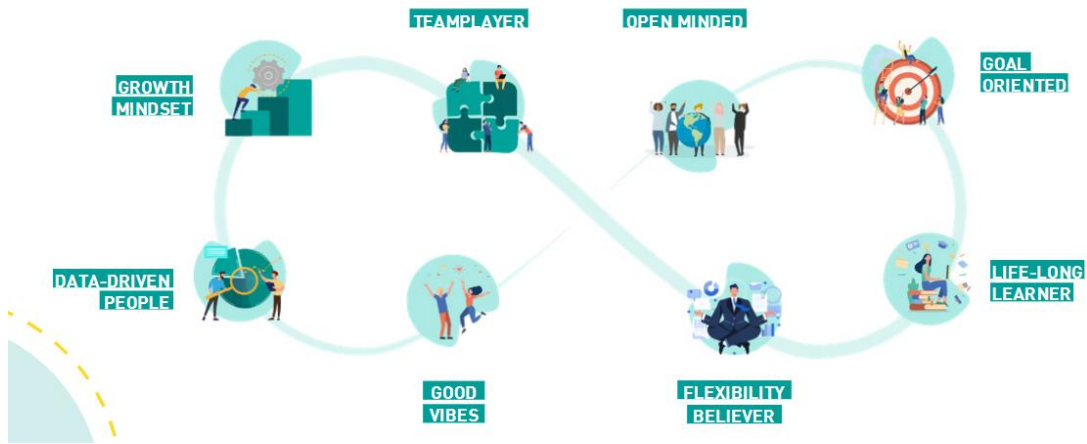 TEAMPLAYER
OPEN MINDED
GROWTH
MINDSET
GOAL
ORIENTED
DATA-DRIVEN
PEOPLE
LIFE-LONG
LEARNER
GOOD
VIBES
FLEXIBILITY
BELIEVER